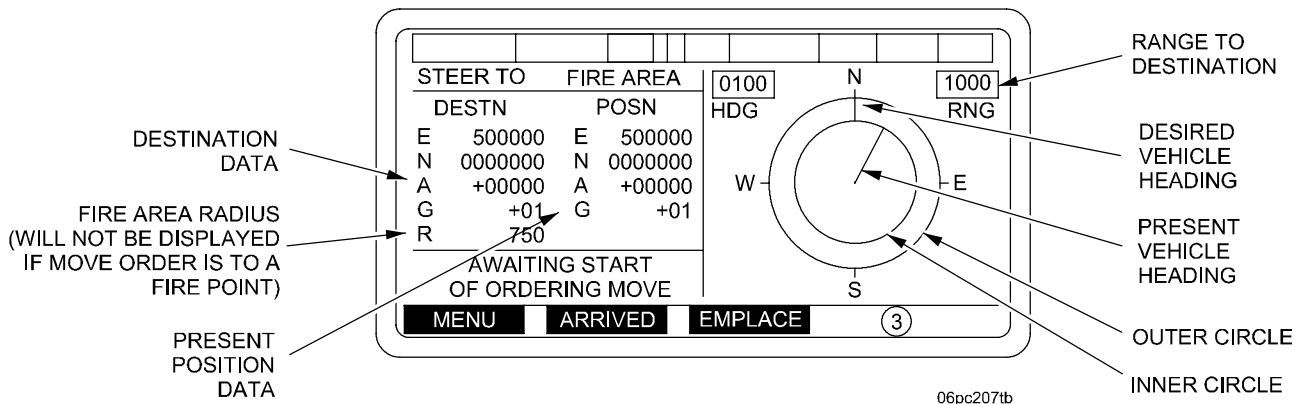 STEER TO FIRE AREA
DESTN POSN
E 500000 E 500000
N 0000000 N 0000000
A +00000 A +00000
G +01 G +01
R 750
AWAITING START
OF ORDERING MOVE
0100
HDG
N
1000
RNG
W
E
S
MENU ARRIVED EMPLACE 3
DESTINATION
DATA
FIRE AREA RADIUS
(WILL NOT BE DISPLAYED
IF MOVE ORDER IS TO A
FIRE POINT)
PRESENT
POSITION
DATA
RANGE TO
DESTINATION
DESIRED
VEHICLE
HEADING
PRESENT
VEHICLE
HEADING
OUTER CIRCLE
INNER CIRCLE
06pc207tb